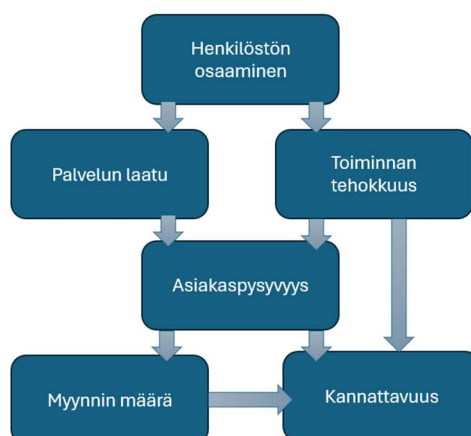 Henkilöstön
osaaminen
Palvelun laatu
Toiminnan
tehokkuus
Asiakaspysyvyys
Myynnin määrä
Kannattavuus